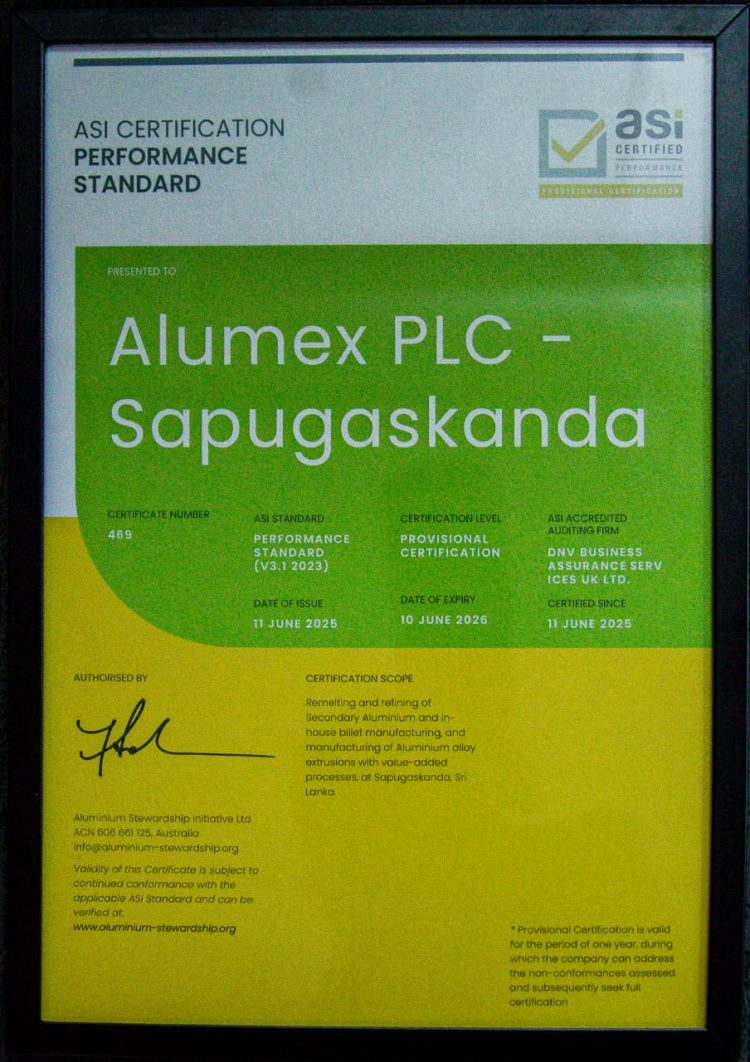 ASI CERTIFICATION
PERFORMANCE
STANDARD
asi
CERTIFIED
PERFORMANCE
PROVISIONAL CERTIFICATION
PRESENTED TO
Alumex PLC -
Sapugaskanda
CERTIFICATE NUMBER
469
ASI STANDARD
PERFORMANCE
STANDARD
(V3.1 2023)
CERTIFICATION LEVEL
PROVISIONAL
CERTIFICATION
ASI ACCREDITED
AUDITING FIRM
DNV BUSINESS
ASSURANCE SERV
ICES UK LTD.
DATE OF ISSUE
11 JUNE 2025
DATE OF EXPIRY
10 JUNE 2026
CERTIFIED SINCE
11 JUNE 2025
AUTHORISED BY
CERTIFICATION SCOPE
Remelting and refining of
Secondary Aluminium and in-
house billet manufacturing, and
manufacturing of Aluminium alloy
extrusions with value-added
processes, at Sapugaskanda, Sri
Lanka.
Aluminium Stewardship Initiative Ltd
ACN 606 661 125, Australia
info@aluminium-stewardship.org
Validity of this Certificate is subject to
continued conformance with the
applicable ASI Standard and can be
verified at:
www.aluminium-stewardship.org
* Provisional Certification is valid
for the period of one year, during
which the company can address
the non-conformances assessed
and subsequently seek full
certification